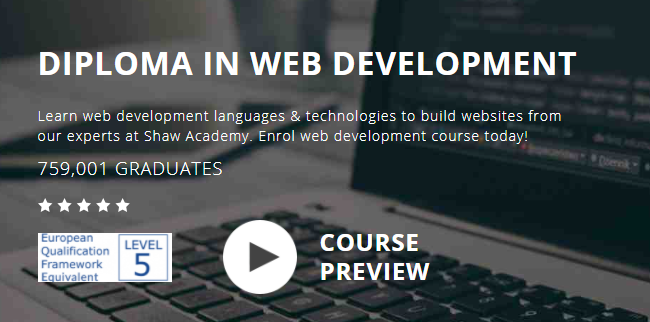 DIPLOMA IN WEB DEVELOPMENT
Learn web development languages & technologies to build websites from
our experts at Shaw Academy. Enrol web development course today!
759,001 GRADUATES
European
Qualification
Framework
Equivalent
LEVEL
5
COURSE
PREVIEW